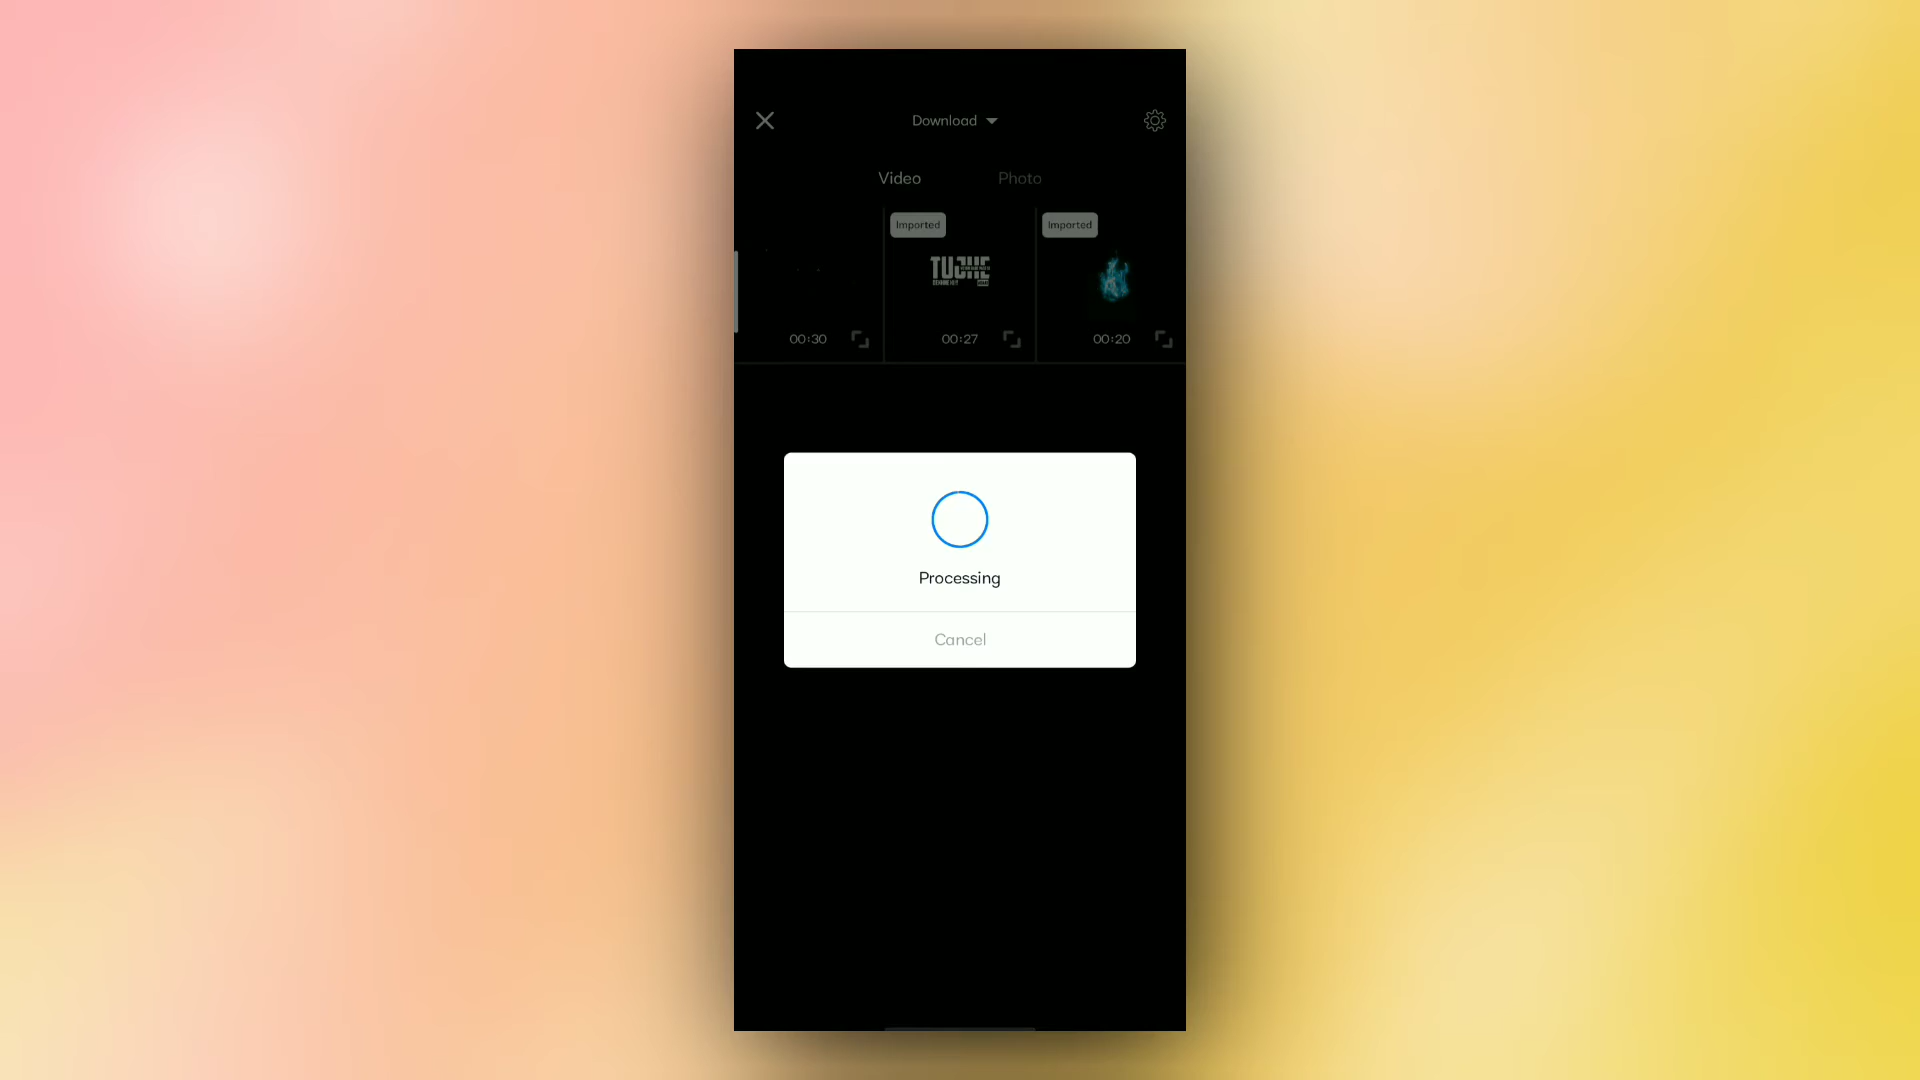 Download
Video Photo
Imported Imported
00:30 00:27 00:20
Processing
Cancel